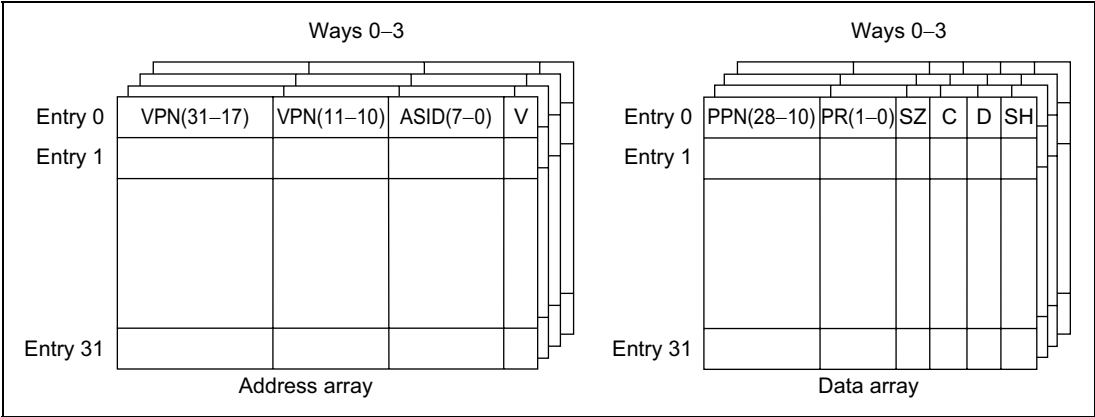 Ways 0–3
Entry 0
VPN(31–17)
VPN(11–10)
ASID(7–0)
V
Entry 1
Entry 31
Address array
Ways 0–3
Entry 0
PPN(28–10)
PR(1–0)
SZ
C
D
SH
Entry 1
Entry 31
Data array